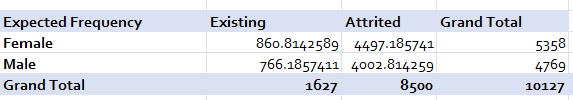 Expected Frequency Existing Attrited Grand Total
Female 860.8142589 4497.185741 5358
Male 766.1857411 4002.814259 4769
Grand Total 1627 8500 10127